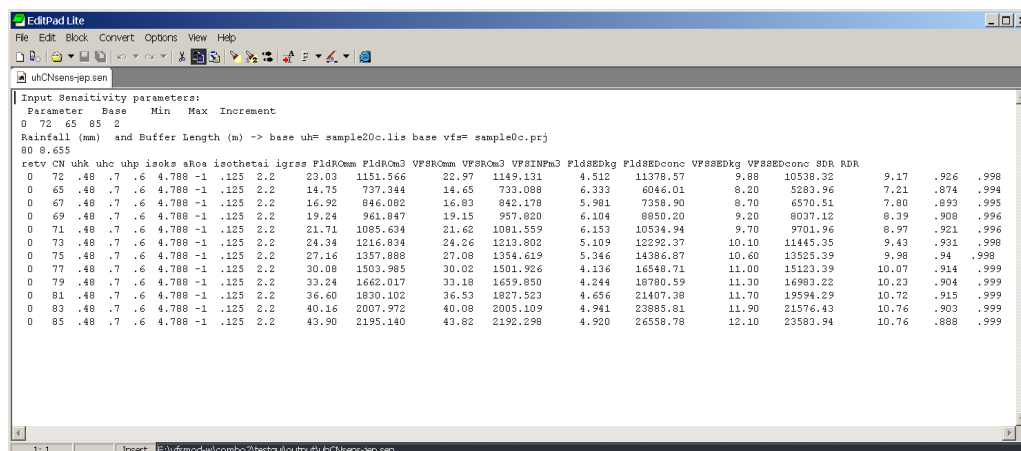 EditPad Lite
File Edit Block Convert Options View Help
uhCNsens-jep.sen
Input Sensitivity parameters:
Parameter Base Min Max Increment
0 72 65 85 2
Rainfall (mm) and Buffer Length (m) -> base uh= sample20c.lis base vfs= sample0c.prj
80 8.655
retv CN uhk uhc uhp isoks aRoa isothetai igrss FldROmm FldROm3 VFSROmm VFSROm3 VFSINFm3 FldSEDkg FldSEDconc VFSSEDkg VFSSEDconc SDR RDR
0 72 .48 .7 .6 4.788 -1 .125 2.2 23.03 1151.566 22.97 1149.131 4.512 11378.57 9.88 10538.32 9.17 .926 .998
0 65 .48 .7 .6 4.788 -1 .125 2.2 14.75 737.344 14.65 733.088 6.333 6046.01 8.20 5283.96 7.21 .874 .994
0 67 .48 .7 .6 4.788 -1 .125 2.2 16.92 846.082 16.83 842.178 5.981 7358.90 8.70 6570.51 7.80 .893 .995
0 69 .48 .7 .6 4.788 -1 .125 2.2 19.24 961.847 19.15 957.820 6.104 8850.20 9.20 8037.12 8.39 .908 .996
0 71 .48 .7 .6 4.788 -1 .125 2.2 21.71 1085.634 21.62 1081.559 6.153 10534.94 9.70 9701.96 8.97 .921 .996
0 73 .48 .7 .6 4.788 -1 .125 2.2 24.34 1216.834 24.26 1213.802 5.109 12292.37 10.10 11445.35 9.43 .931 .998
0 75 .48 .7 .6 4.788 -1 .125 2.2 27.16 1357.888 27.08 1354.619 5.346 14386.87 10.60 13525.39 9.98 .94 .998
0 77 .48 .7 .6 4.788 -1 .125 2.2 30.08 1503.985 30.02 1501.926 4.136 16548.71 11.00 15123.39 10.07 .914 .999
0 79 .48 .7 .6 4.788 -1 .125 2.2 33.24 1662.017 33.18 1659.850 4.244 18780.59 11.30 16983.22 10.23 .904 .999
0 81 .48 .7 .6 4.788 -1 .125 2.2 36.60 1830.102 36.53 1827.523 4.656 21407.38 11.70 19594.29 10.72 .915 .999
0 83 .48 .7 .6 4.788 -1 .125 2.2 40.16 2007.972 40.08 2005.109 4.941 23885.81 11.90 21576.43 10.76 .903 .999
0 85 .48 .7 .6 4.788 -1 .125 2.2 43.90 2195.140 43.82 2192.298 4.920 26558.78 12.10 23583.94 10.76 .888 .999
1: 1 Insert E:\vfsmod-w\combo7\testgui\output\uhCNsens-jep.sen